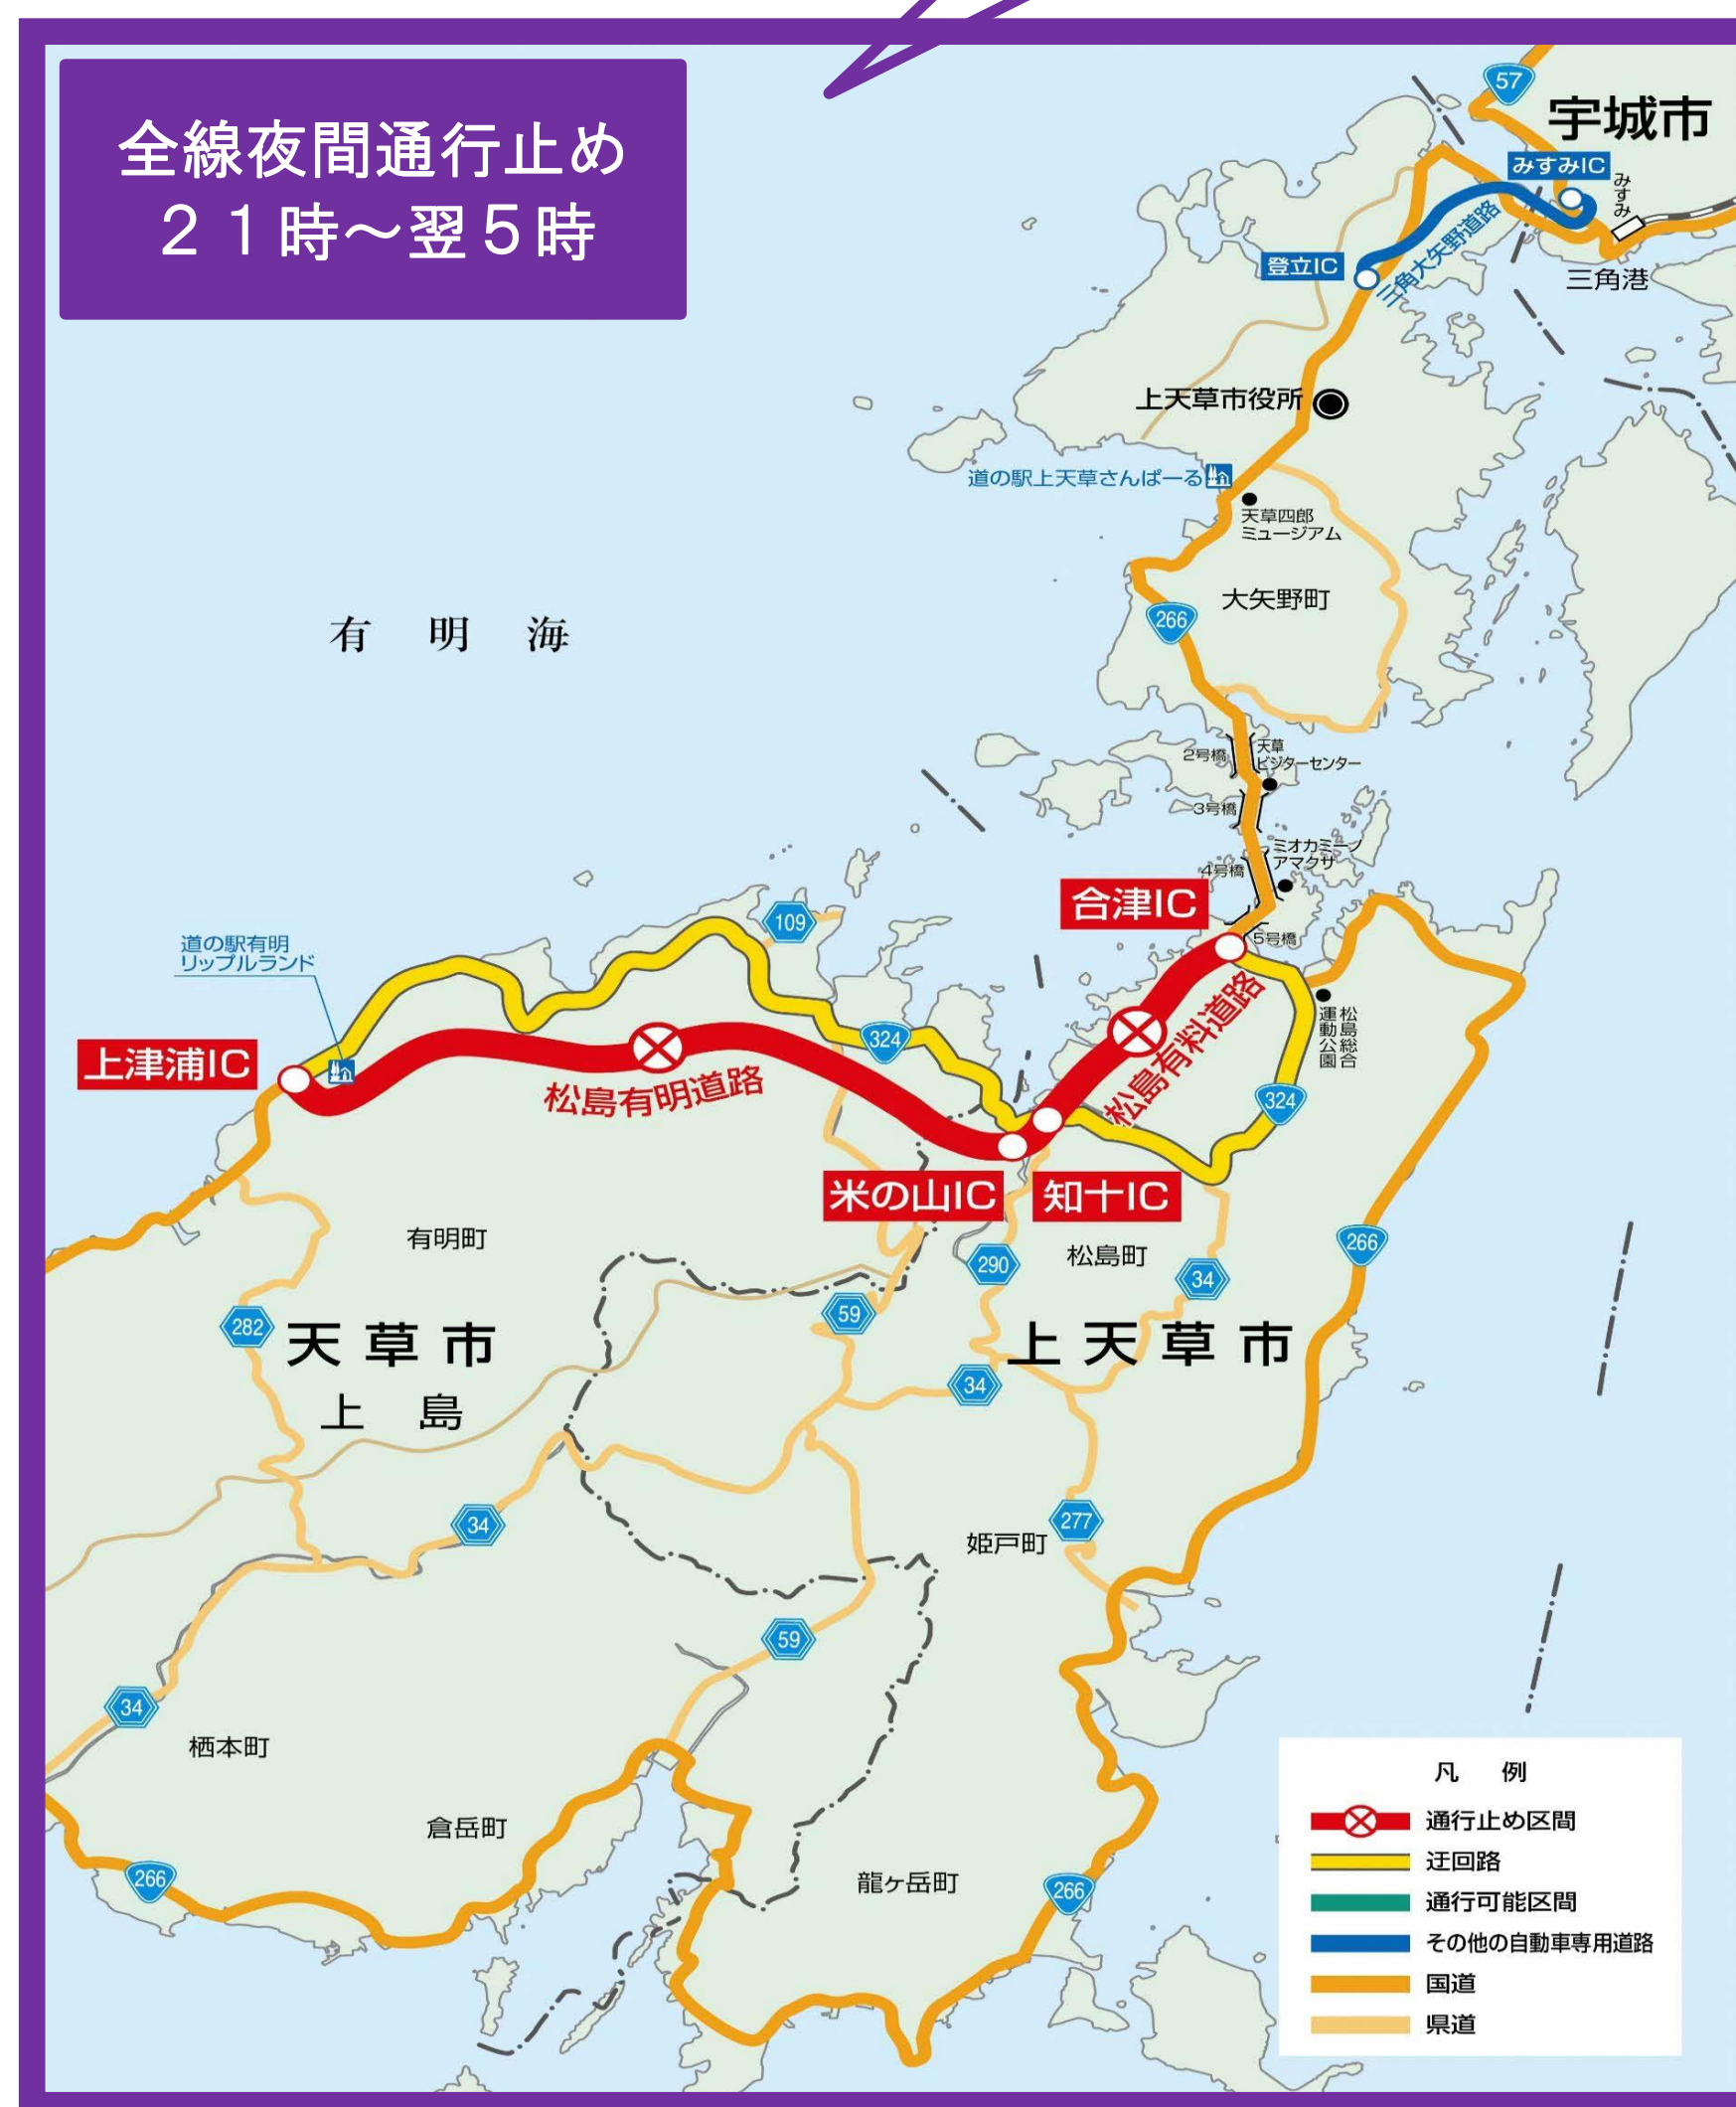 全線夜間通行止め
２１時～翌５時
57
宇城市
みすみIC
みすみ
三角大矢野道路
登立IC
三角港
上天草市役所
道の駅上天草さんぱーる
天草四郎
ミュージアム
大矢野町
266
有明海
2号橋
天草
ビジターセンター
3号橋
ミオカミーノ
アマクサ
4号橋
合津IC
5号橋
109
道の駅有明
リップルランド
松島総合
運動公園
324
上津浦IC
松島有明道路
松島有料道路
324
米の山IC
知十IC
有明町
松島町
266
290
34
282
59
天草市
上天草市
上島
34
34
277
姫戸町
59
34
栖本町
倉岳町
266
龍ヶ岳町
266
凡例
通行止め区間
迂回路
通行可能区間
その他の自動車専用道路
国道
県道